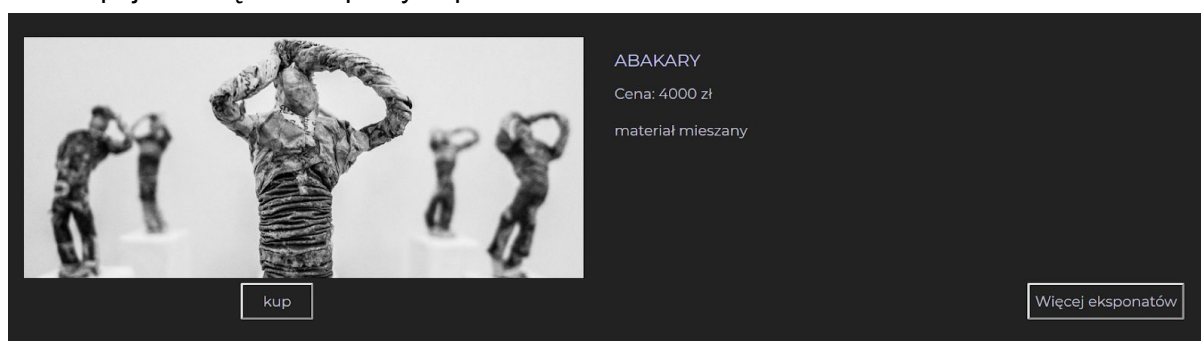 ABAKARY
Cena: 4000 zł
materiał mieszany
kup
Więcej eksponatów